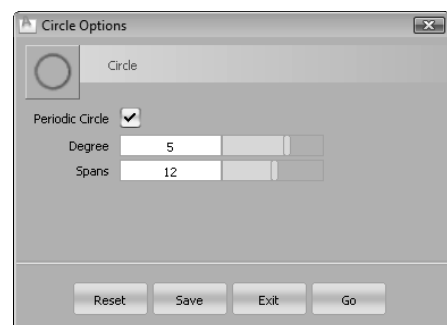 Circle Options
Circle
Periodic Circle
Degree 5
Spans 12
Reset Save Exit Go